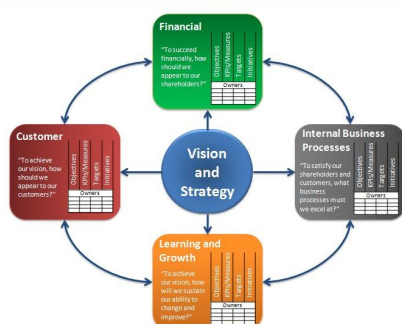 Financial
"To succeed
financially, how
should we
appear to our
shareholders?"
Objectives
KPIs/Measures
Targets
Initiatives
Owners
Customer
"To achieve
our vision, how
should we
appear to our
customers?"
Objectives
KPIs/Measures
Targets
Initiatives
Owners
Vision
and
Strategy
Internal Business
Processes
"To satisfy our
shareholders
and customers, what
business
processes must
we excel at?"
Objectives
KPIs/Measures
Targets
Initiatives
Owners
Learning and
Growth
"To achieve
our vision, how
will we sustain
our ability to
change and
improve?"
Objectives
KPIs/Measures
Targets
Initiatives
Owners